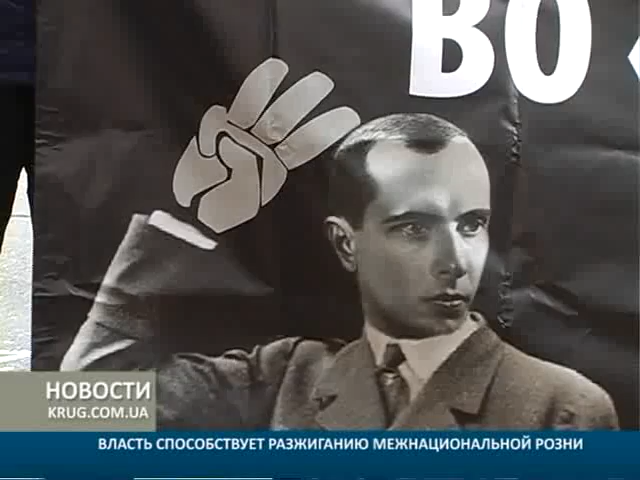 ВО
НОВОСТИ
KRUG.COM.UA
ВЛАСТЬ СПОСОБСТВУЕТ РАЗЖИГАНИЮ МЕЖНАЦИОНАЛЬНОЙ РОЗНИ